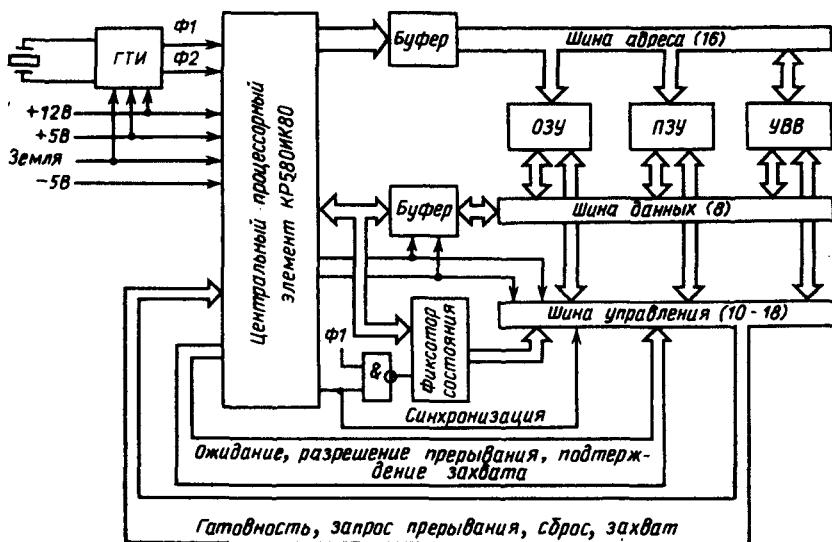 Ф1
ГТИ
Ф2
+12В
+5В
Земля
-5В
Центральный процессорный
элемент КР580ИК80
Буфер
Шина адреса (16)
ОЗУ
ПЗУ
УВВ
Буфер
Шина данных (8)
Шина управления (10-18)
Ф1
&
Фиксатор
состояния
Синхронизация
Ожидание, разрешение прерывания, подтверж-
дение захвата
Готовность, запрос прерывания, сброс, захват